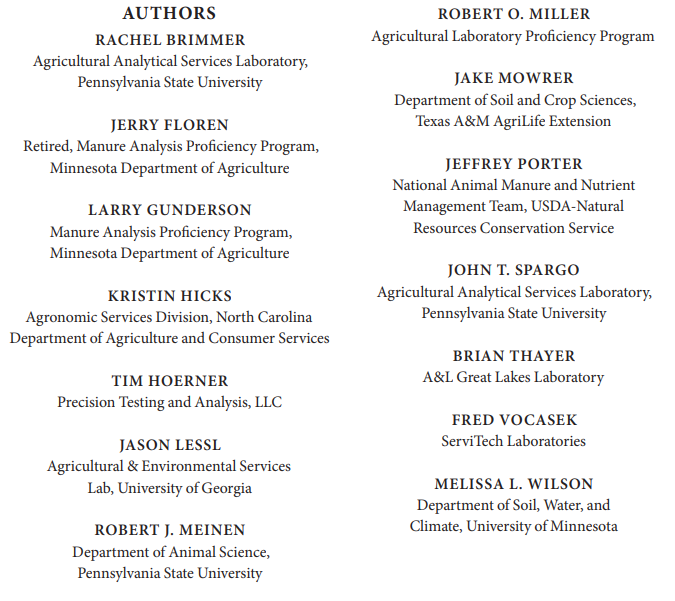 AUTHORS
RACHEL BRIMMER
Agricultural Analytical Services Laboratory,
Pennsylvania State University
JERRY FLOREN
Retired, Manure Analysis Proficiency Program,
Minnesota Department of Agriculture
LARRY GUNDERSON
Manure Analysis Proficiency Program,
Minnesota Department of Agriculture
KRISTIN HICKS
Agronomic Services Division, North Carolina
Department of Agriculture and Consumer Services
TIM HOERNER
Precision Testing and Analysis, LLC
JASON LESSL
Agricultural & Environmental Services
Lab, University of Georgia
ROBERT J. MEINEN
Department of Animal Science,
Pennsylvania State University
ROBERT O. MILLER
Agricultural Laboratory Proficiency Program
JAKE MOWRER
Department of Soil and Crop Sciences,
Texas A&M AgriLife Extension
JEFFREY PORTER
National Animal Manure and Nutrient
Management Team, USDA-Natural
Resources Conservation Service
JOHN T. SPARGO
Agricultural Analytical Services Laboratory,
Pennsylvania State University
BRIAN THAYER
A&L Great Lakes Laboratory
FRED VOCASEK
ServiTech Laboratories
MELISSA L. WILSON
Department of Soil, Water, and
Climate, University of Minnesota